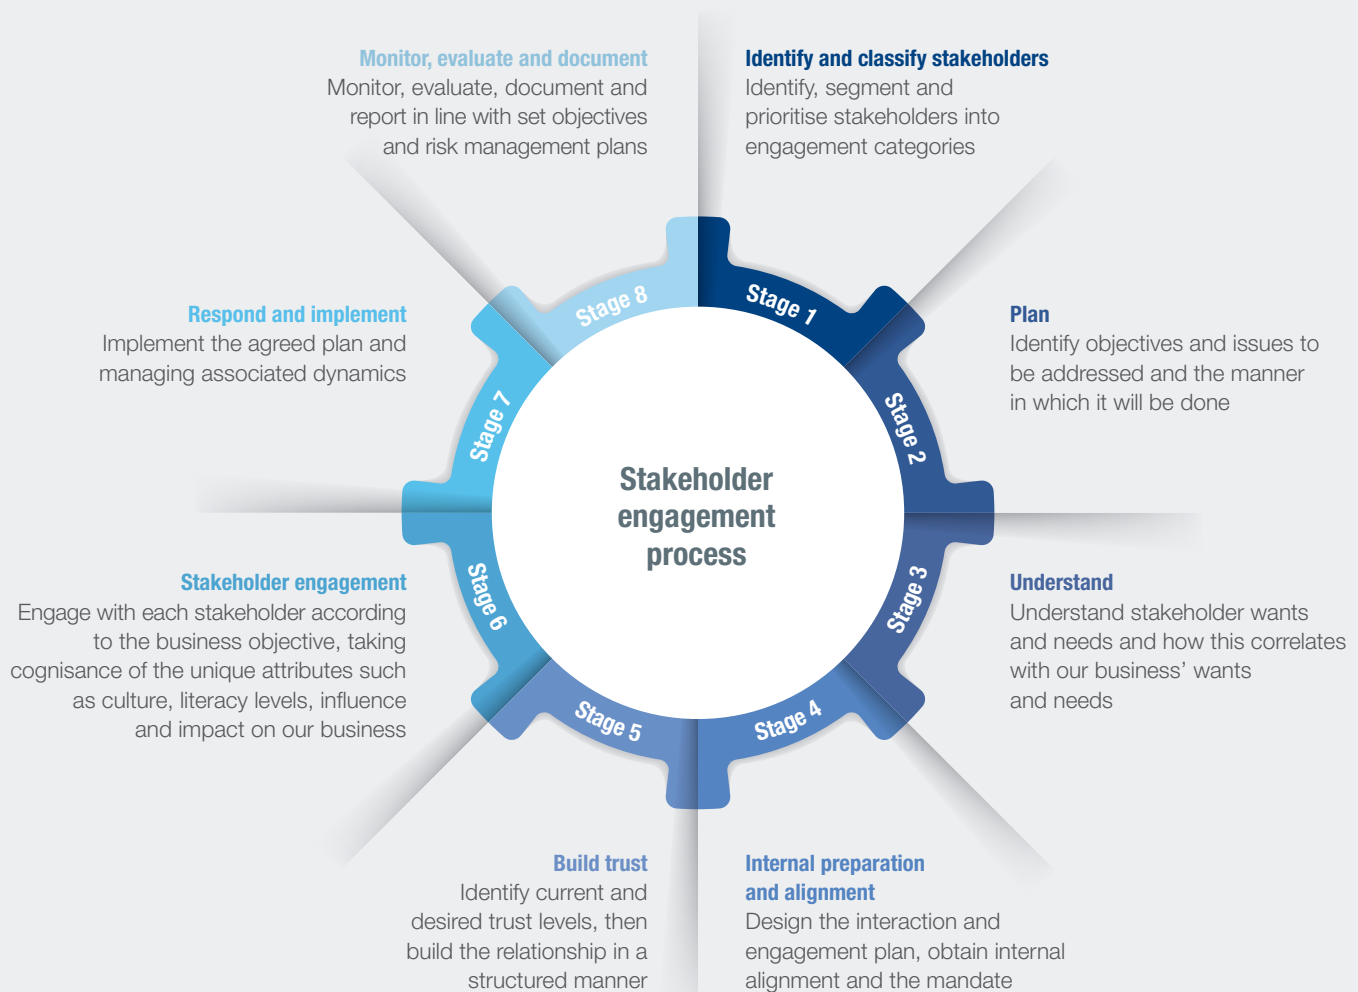 Stakeholder
engagement
process
Stage 1
Identify and classify stakeholders
Identify, segment and
prioritise stakeholders into
engagement categories
Stage 2
Plan
Identify objectives and issues to
be addressed and the manner
in which it will be done
Stage 3
Understand
Understand stakeholder wants
and needs and how this correlates
with our business’ wants
and needs
Stage 4
Internal preparation
and alignment
Design the interaction and
engagement plan, obtain internal
alignment and the mandate
Stage 5
Build trust
Identify current and
desired trust levels, then
build the relationship in a
structured manner
Stage 6
Stakeholder engagement
Engage with each stakeholder according
to the business objective, taking
cognisance of the unique attributes such
as culture, literacy levels, influence
and impact on our business
Stage 7
Respond and implement
Implement the agreed plan and
managing associated dynamics
Stage 8
Monitor, evaluate and document
Monitor, evaluate, document and
report in line with set objectives
and risk management plans